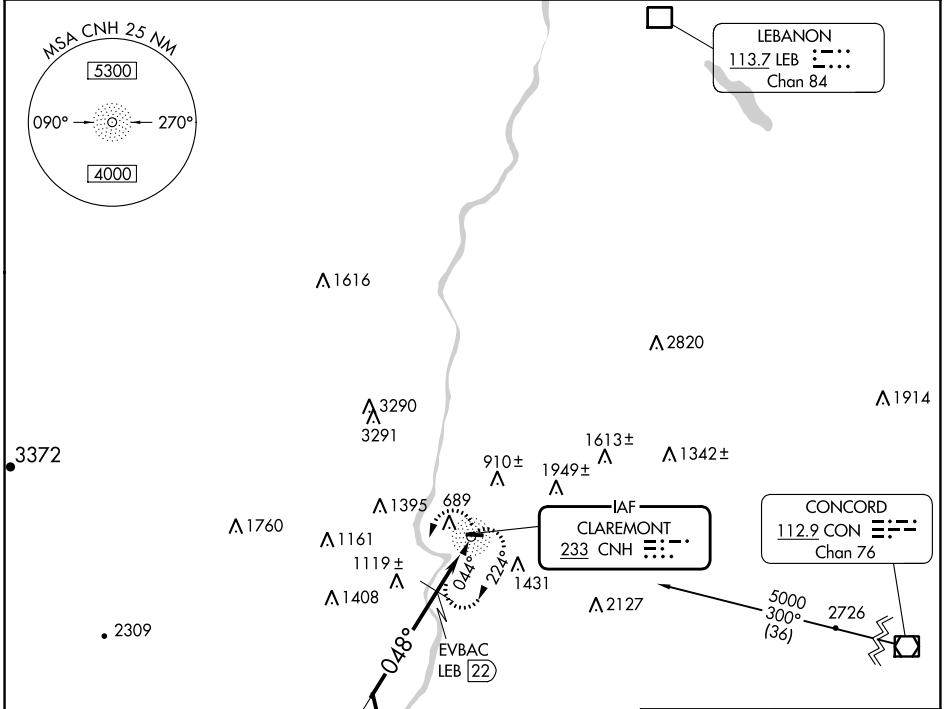 MSA CNH 25 NM
5300
090°
270°
4000
LEBANON
113.7 LEB
Chan 84
1616
2820
3290
3291
1914
3372
1613±
1342±
910±
1949±
1395
689
1760
1161
IAF
CLAREMONT
233 CNH
CONCORD
112.9 CON
Chan 76
1119±
044°
224°
1431
1408
2127
5000
300°
(36)
2726
2309
048°
EVBAC
LEB 22